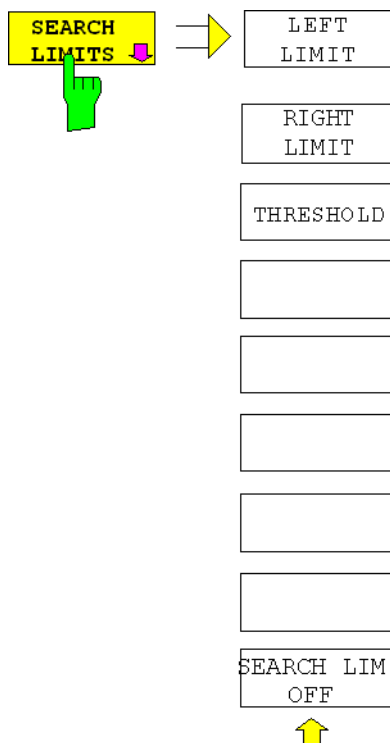 SEARCH
LIMITS
LEFT
LIMIT
RIGHT
LIMIT
THRESHOLD
SEARCH LIM
OFF